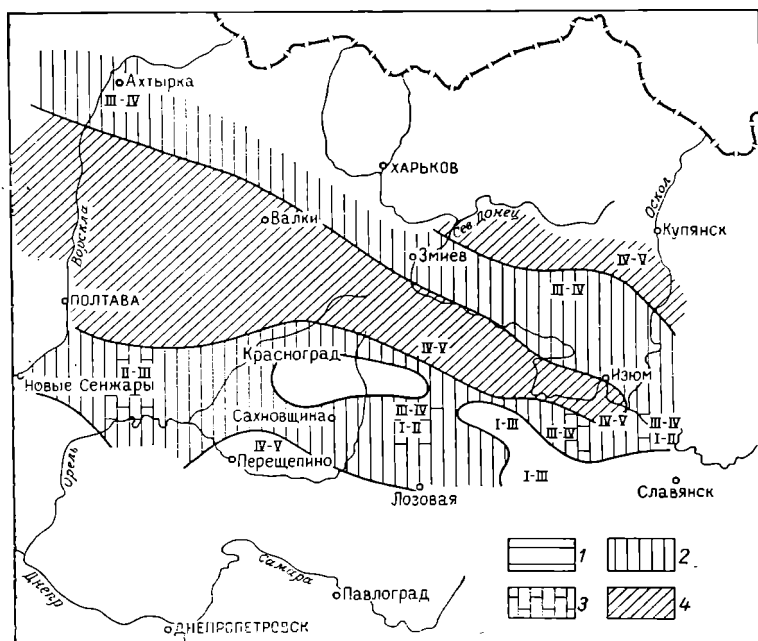 Ахтырка
III-IV
ХАРЬКОВ
Ворскла
Валки
Сев Донец
Оскол
Купянск
Змиев
IV-V
III-IV
ПОЛТАВА
IV-V
Красноград
II-III
Новые Сенжары
Изюм
III-IV
I-II
Сахновщина
I-III
III-IV
IV-V
III-IV
I-II
IV-V
Перещепино
Орель
Лозовая
I-III
Славянск
1
2
3
4
Днепр
Самара
Павлоград
ДНЕПРОПЕТРОВСК